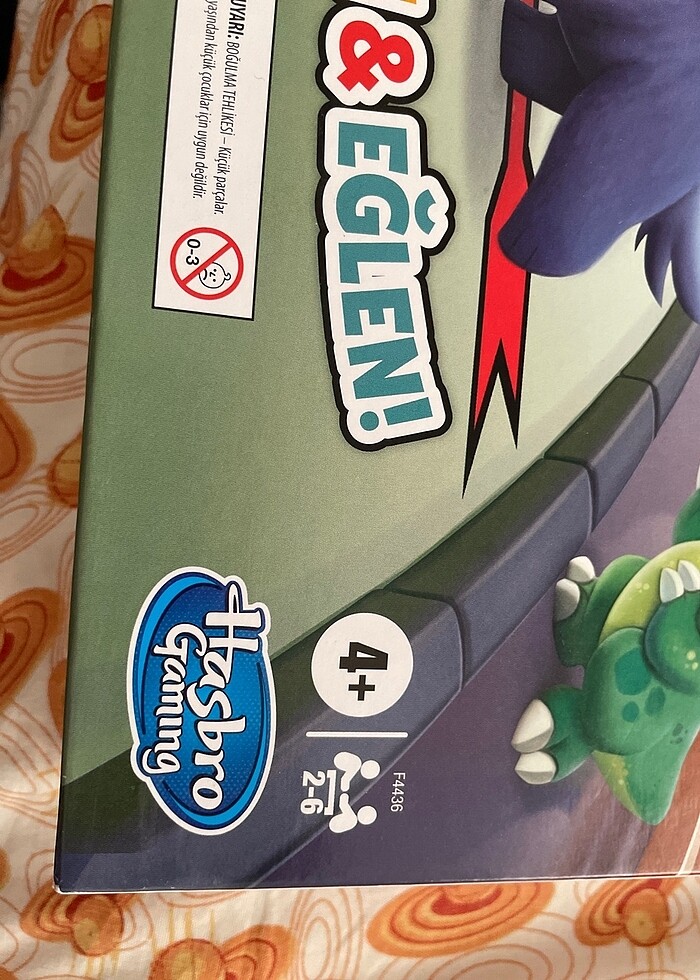 & EĞLEN!
UYARI: BOĞULMA TEHLİKESİ – Küçük parçalar.
yaşından küçük çocuklar için uygun değildir.
0-3
Hasbro
Gaming
4+
2-6
F4436